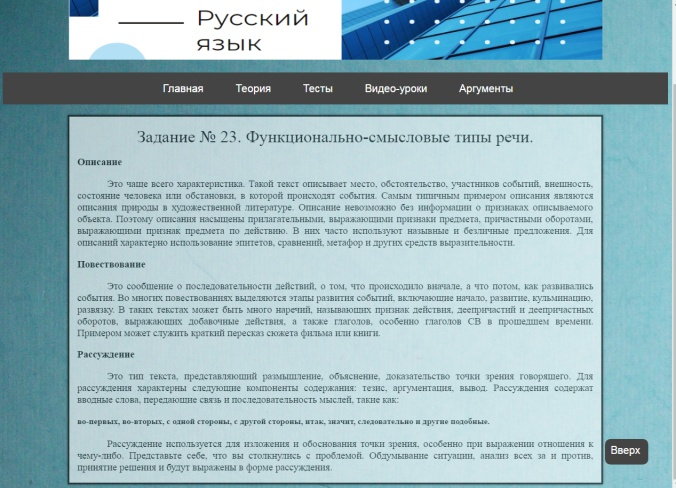 Русский
язык
Главная Теория Тесты Видео-уроки Аргументы
Задание № 23. Функционально-смысловые типы речи.
Описание
Это чаще всего характеристика. Такой текст описывает место, обстоятельство, участников событий, внешность,
состояние человека или обстановки, в которой происходят события. Самым типичным примером описания являются
описания природы в художественной литературе. Описание невозможно без информации о признаках описываемого
объекта. Поэтому описания насыщены прилагательными, выражающими признаки предмета, причастными оборотами,
выражающими признак предмета по действию. В них часто используют назывные и безличные предложения. Для
описаний характерно использование эпитетов, сравнений, метафор и других средств выразительности.
Повествование
Это сообщение о последовательности действий, о том, что происходило вначале, а что потом, как развивались
события. Во многих повествованиях выделяются этапы развития событий, включающие начало, развитие, кульминацию,
развязку. В таких текстах может быть много наречий, называющих признак действия, деепричастий и деепричастных
оборотов, выражающих добавочные действия, а также глаголов, особенно глаголов СВ в прошедшем времени.
Примером может служить краткий пересказ сюжета фильма или книги.
Рассуждение
Это тип текста, представляющий размышление, объяснение, доказательство точки зрения говорящего. Для
рассуждения характерны следующие компоненты содержания: тезис, аргументация, вывод. Рассуждения содержат
вводные слова, передающие связь и последовательность мыслей, такие как:
во-первых, во-вторых, с одной стороны, с другой стороны, итак, значит, следовательно и другие подобные.
Рассуждение используется для изложения и обоснования точки зрения, особенно при выражении отношения к
чему-либо. Представьте себе, что вы столкнулись с проблемой. Обдумывание ситуации, анализ всех за и против,
принятие решения и будут выражены в форме рассуждения.
Вверх